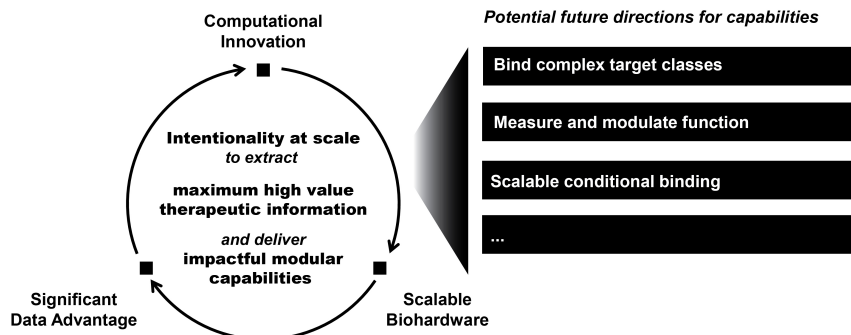 Computational
Innovation
Intentionality at scale
to extract
maximum high value
therapeutic information
and deliver
impactful modular
capabilities
Significant
Data Advantage
Scalable
Biohardware
Potential future directions for capabilities
Bind complex target classes
Measure and modulate function
Scalable conditional binding
...